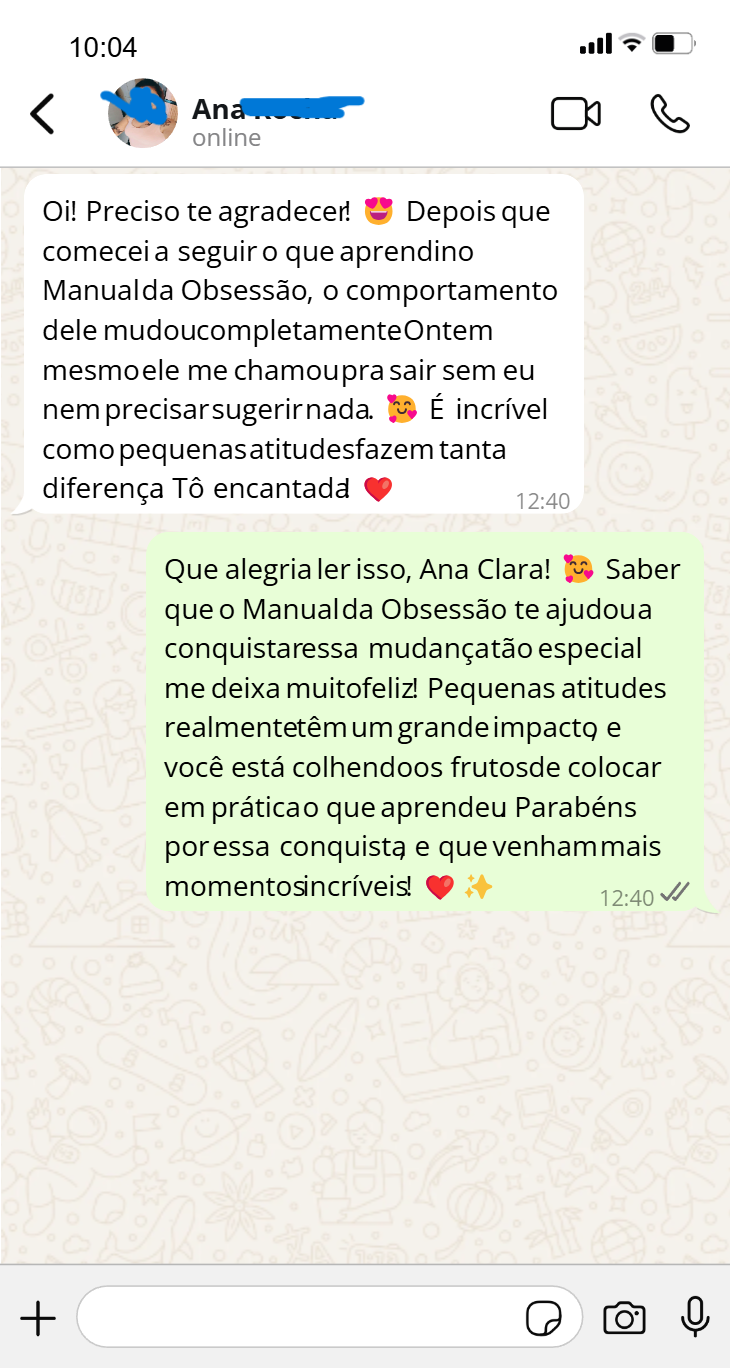 10:04
Ana
online
Oi! Preciso te agradecer! 😍 Depois que
comecei a seguir o que aprendi no
Manual da Obsessão, o comportamento
dele mudou completamente Ontem
mesmo ele me chamou pra sair sem eu
nem precisar sugerir nada. 🥰 É incrível
como pequenas atitudes fazem tanta
diferença. Tô encantada! ❤️
12:40
Que alegria ler isso, Ana Clara! 🥰 Saber
que o Manual da Obsessão te ajudou a
conquistar essa mudança tão especial
me deixa muito feliz! Pequenas atitudes
realmente têm um grande impacto, e
você está colhendo os frutos de colocar
em prática o que aprendeu. Parabéns
por essa conquista, e que venham mais
momentos incríveis! ❤️ ✨
12:40